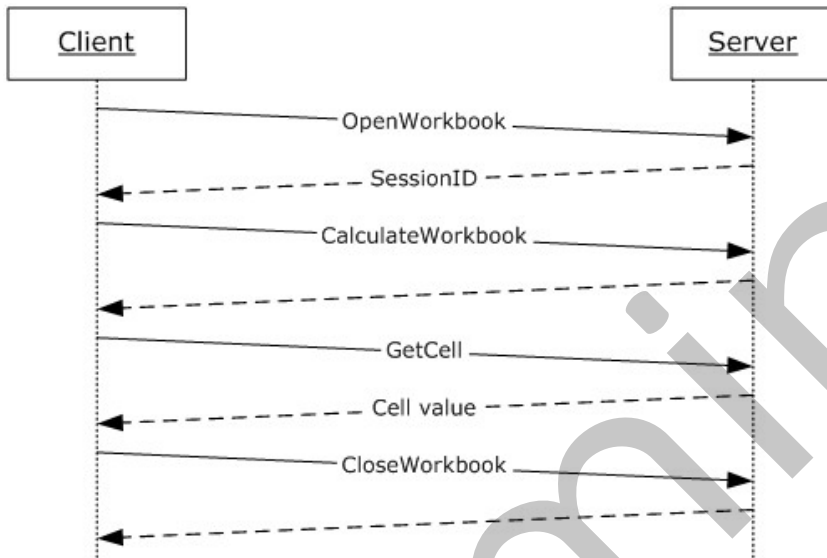 Client
Server
OpenWorkbook
SessionID
CalculateWorkbook
GetCell
Cell value
CloseWorkbook